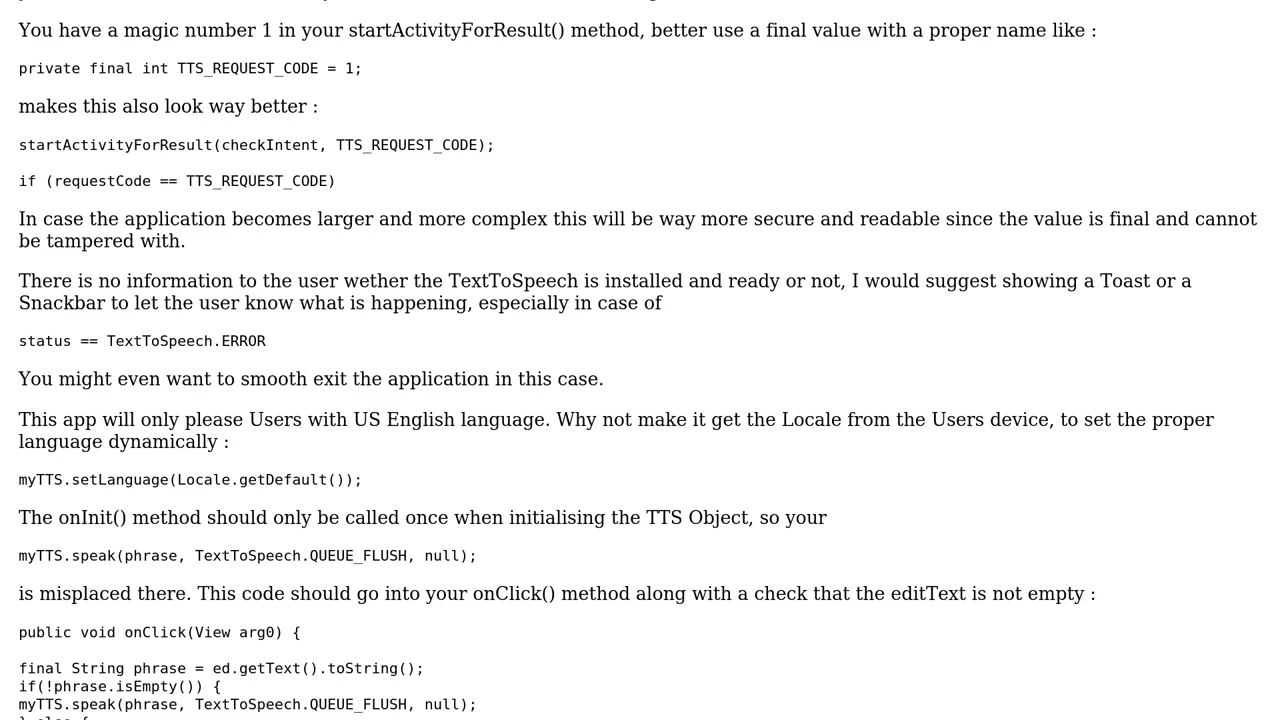 You have a magic number 1 in your startActivityForResult() method, better use a final value with a proper name like :
private final int TTS_REQUEST_CODE = 1;
makes this also look way better :
startActivityForResult(checkIntent, TTS_REQUEST_CODE);
if (requestCode == TTS_REQUEST_CODE)
In case the application becomes larger and more complex this will be way more secure and readable since the value is final and cannot
be tampered with.
There is no information to the user wether the TextToSpeech is installed and ready or not, I would suggest showing a Toast or a
Snackbar to let the user know what is happening, especially in case of
status == TextToSpeech.ERROR
You might even want to smooth exit the application in this case.
This app will only please Users with US English language. Why not make it get the Locale from the Users device, to set the proper
language dynamically :
myTTS.setLanguage(Locale.getDefault());
The onInit() method should only be called once when initialising the TTS Object, so your
myTTS.speak(phrase, TextToSpeech.QUEUE_FLUSH, null);
is misplaced there. This code should go into your onClick() method along with a check that the editText is not empty :
public void onClick(View arg0) {
final String phrase = ed.getText().toString();
if(!phrase.isEmpty()) {
myTTS.speak(phrase, TextToSpeech.QUEUE_FLUSH, null);
} else {